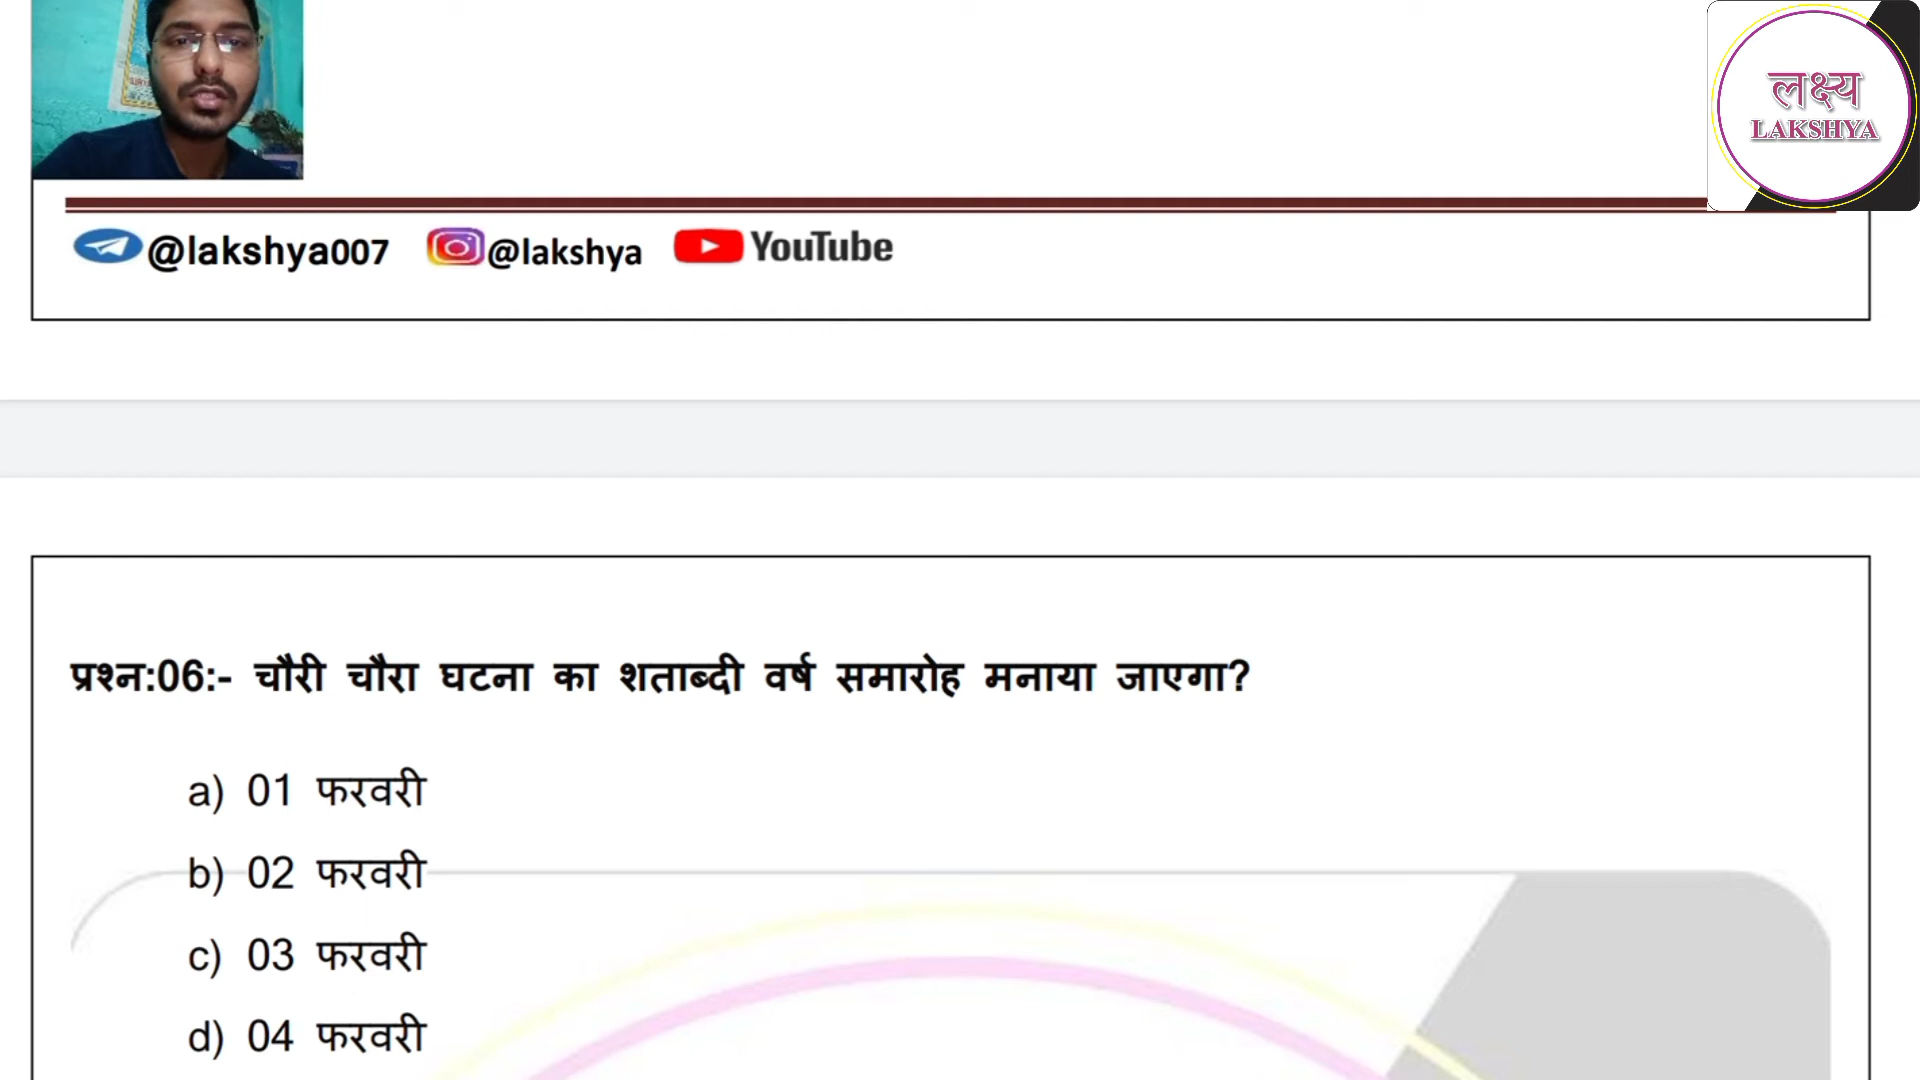 लक्ष्य
LAKSHYA
@lakshya007 @lakshya YouTube
प्रश्न:06:- चौरी चौरा घटना का शताब्दी वर्ष समारोह मनाया जाएगा?
a) 01 फरवरी
b) 02 फरवरी
c) 03 फरवरी
d) 04 फरवरी